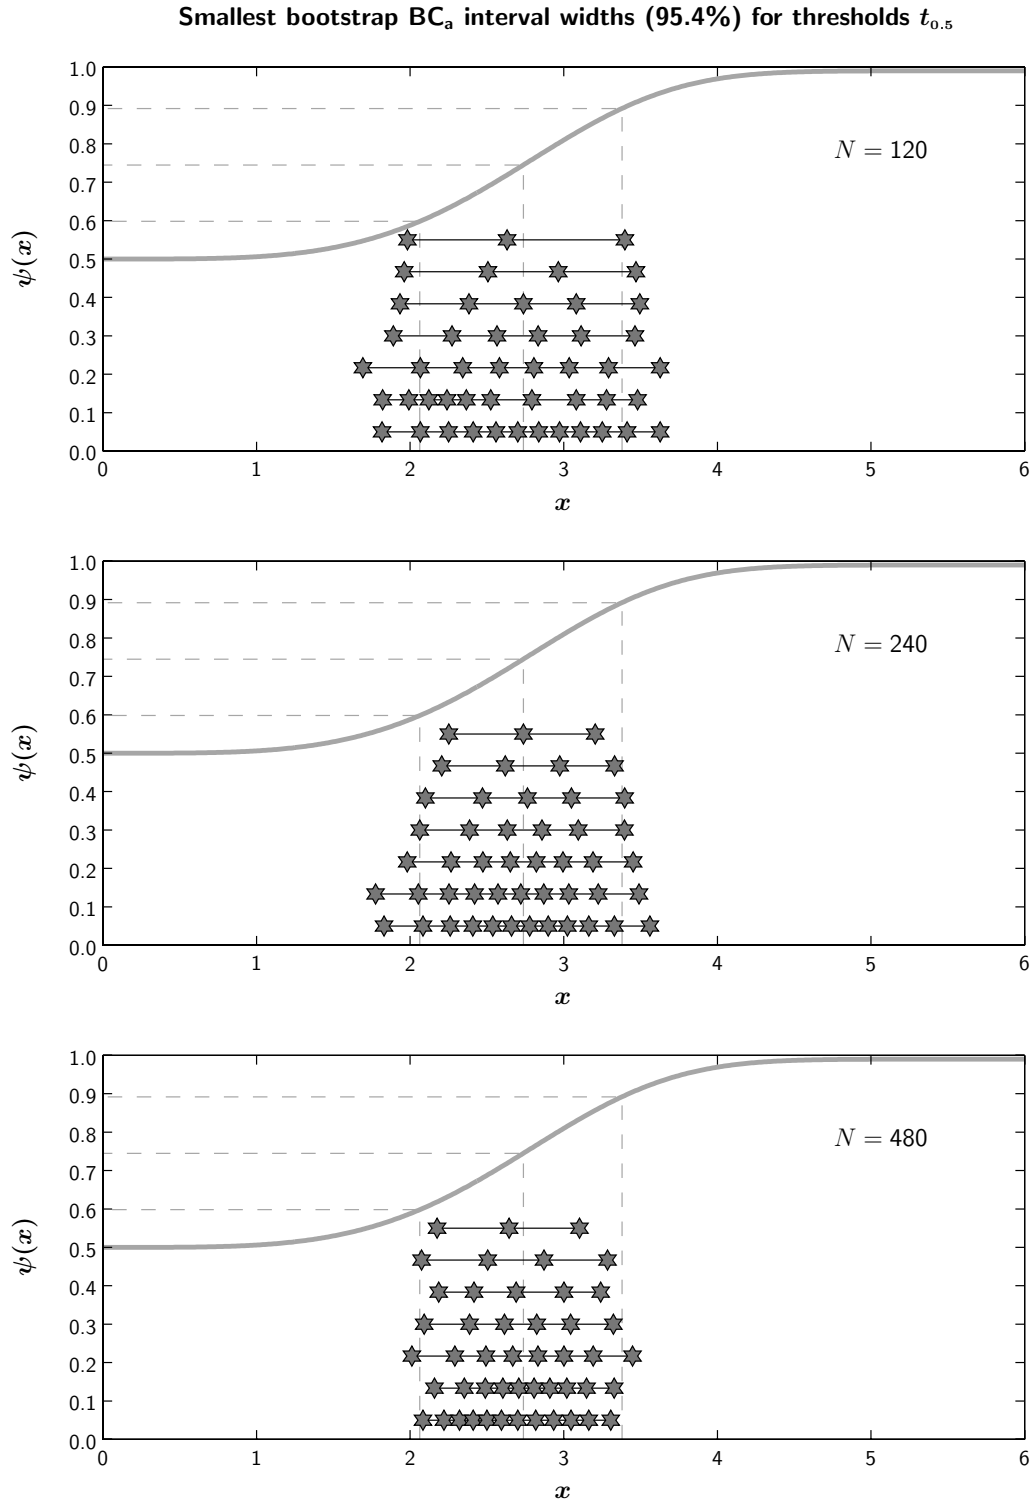 Smallest bootstrap BCa interval widths (95.4%) for thresholds t0.5
1.0
0.9
0.8
0.7
0.6
0.5
0.4
0.3
0.2
0.1
0.0
ψ(x)
N = 120
0 1 2 3 4 5 6
x
1.0
0.9
0.8
0.7
0.6
0.5
0.4
0.3
0.2
0.1
0.0
ψ(x)
N = 240
0 1 2 3 4 5 6
x
1.0
0.9
0.8
0.7
0.6
0.5
0.4
0.3
0.2
0.1
0.0
ψ(x)
N = 480
0 1 2 3 4 5 6
x